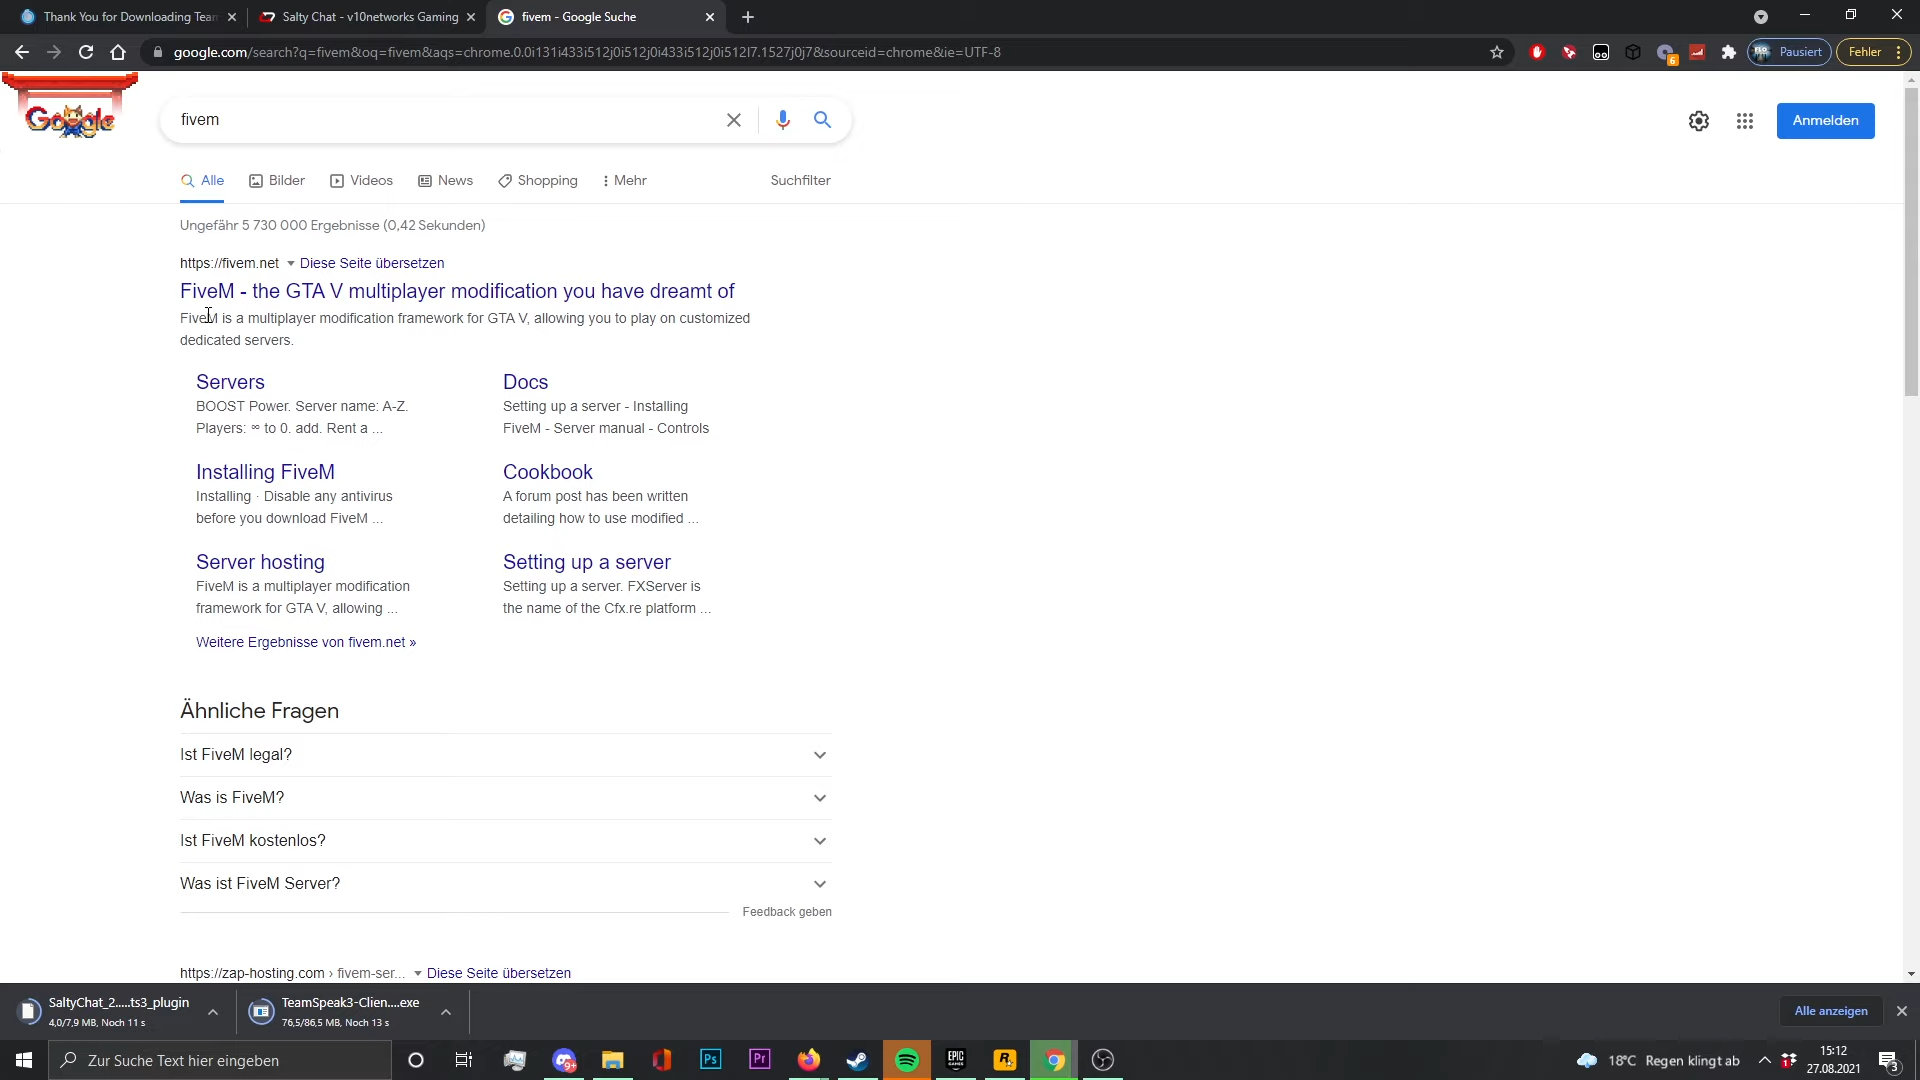 Thank You for Downloading Tear
Salty Chat - v10networks Gaming
fivem - Google Suche
google.com/search?q=fivem&oq=fivem&aqs=chrome.0.0i131i433i512j0i512j0i433i512j0i512l7.1527j0j7&sourceid=chrome&ie=UTF-8
6
Pausiert
Fehler
Google
fivem
Anmelden
Alle
Bilder
Videos
News
Shopping
Mehr
Suchfilter
Ungefähr 5 730 000 Ergebnisse (0,42 Sekunden)
https://fivem.net Diese Seite übersetzen
FiveM - the GTA V multiplayer modification you have dreamt of
FiveM is a multiplayer modification framework for GTA V, allowing you to play on customized
dedicated servers.
Servers
BOOST Power. Server name: A-Z.
Players: ∞ to 0. add. Rent a ...
Docs
Setting up a server - Installing
FiveM - Server manual - Controls
Installing FiveM
Installing · Disable any antivirus
before you download FiveM ...
Cookbook
A forum post has been written
detailing how to use modified ...
Server hosting
FiveM is a multiplayer modification
framework for GTA V, allowing ...
Setting up a server
Setting up a server. FXServer is
the name of the Cfx.re platform ...
Weitere Ergebnisse von fivem.net »
Ähnliche Fragen
Ist FiveM legal?
Was is FiveM?
Ist FiveM kostenlos?
Was ist FiveM Server?
Feedback geben
https://zap-hosting.com › fivem-ser... Diese Seite übersetzen
SaltyChat_2.....ts3_plugin
4,0/7,9 MB, Noch 11 s
TeamSpeak3-Clien....exe
76,5/86,5 MB, Noch 13 s
Alle anzeigen
Zur Suche Text hier eingeben
9+
Ps
Pr
EPIC
GAMES
R
18°C Regen klingt ab
1
15:12
27.08.2021
3